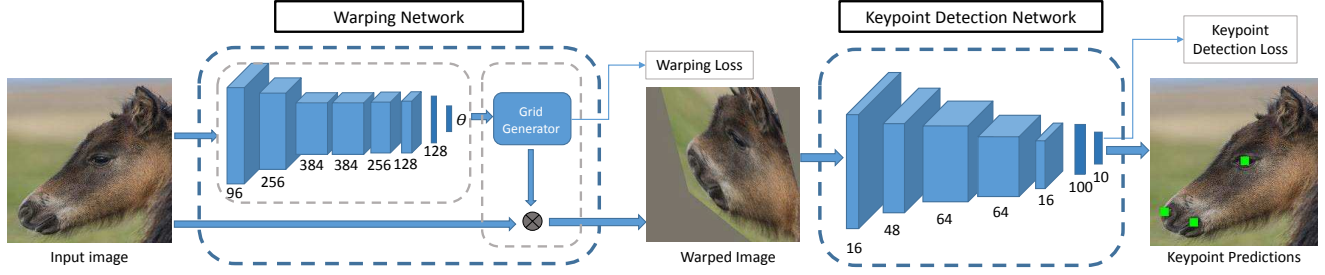 Warping Network
Keypoint Detection Network
Keypoint
Detection Loss
Warping Loss
Grid
Generator
θ
96
256
384
384
256
128
128
16
48
64
64
16
100
10
Input image
Warped Image
Keypoint Predictions